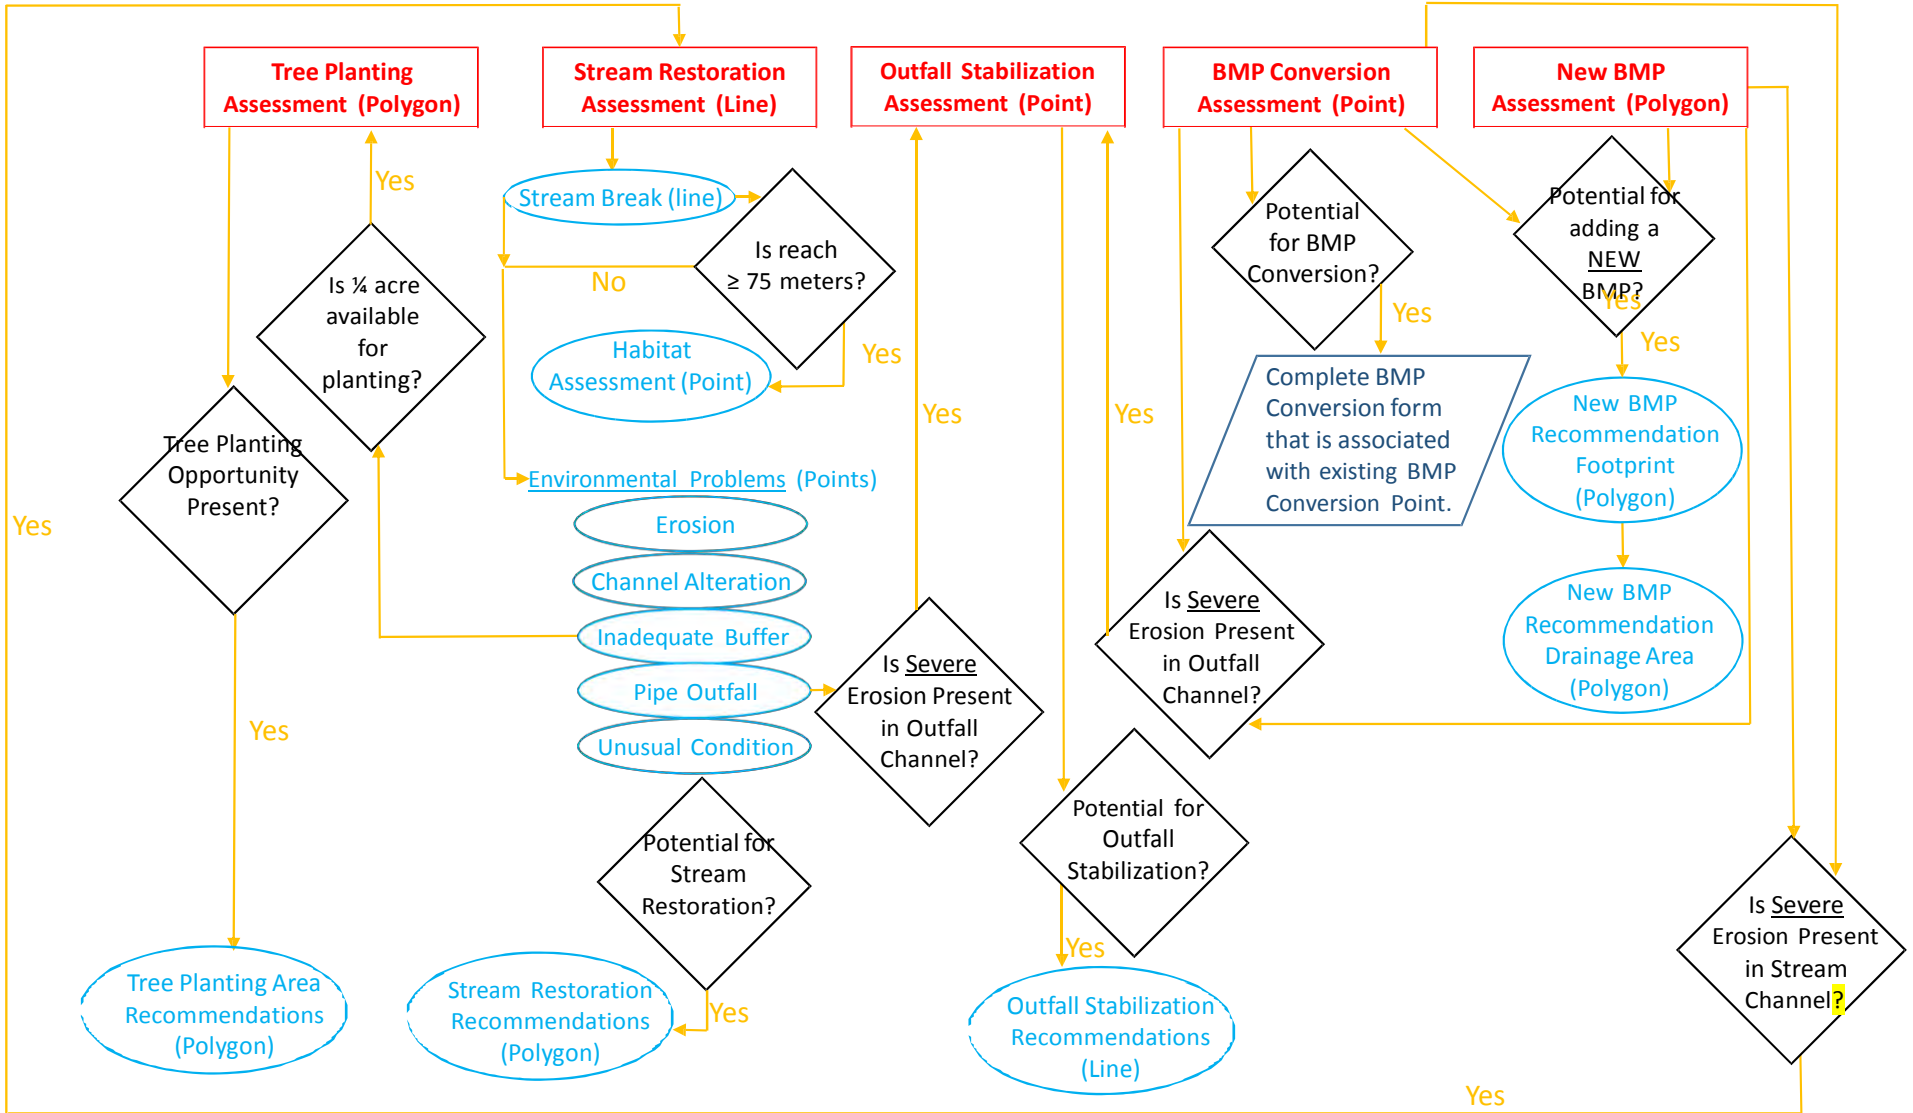 Tree Planting
Assessment (Polygon)
Stream Restoration
Assessment (Line)
Outfall Stabilization
Assessment (Point)
BMP Conversion
Assessment (Point)
New BMP
Assessment (Polygon)
Yes
Stream Break (line)
Is reach
≥ 75 meters?
No
Yes
Habitat
Assessment (Point)
Is ¼ acre
available
for
planting?
Tree Planting
Opportunity
Present?
Yes
Yes
Environmental Problems (Points)
Erosion
Channel Alteration
Inadequate Buffer
Pipe Outfall
Unusual Condition
Is Severe
Erosion Present
in Outfall
Channel?
Yes
Yes
Potential
for BMP
Conversion?
Yes
Complete BMP
Conversion form
that is associated
with existing BMP
Conversion Point.
Is Severe
Erosion Present
in Outfall
Channel?
Potential for
adding a
NEW
BMP?
Yes
Yes
New BMP
Recommendation
Footprint
(Polygon)
New BMP
Recommendation
Drainage Area
(Polygon)
Potential for
Stream
Restoration?
Yes
Potential for
Outfall
Stabilization?
Yes
Is Severe
Erosion Present
in Stream
Channel?
Tree Planting Area
Recommendations
(Polygon)
Stream Restoration
Recommendations
(Polygon)
Outfall Stabilization
Recommendations
(Line)
Yes